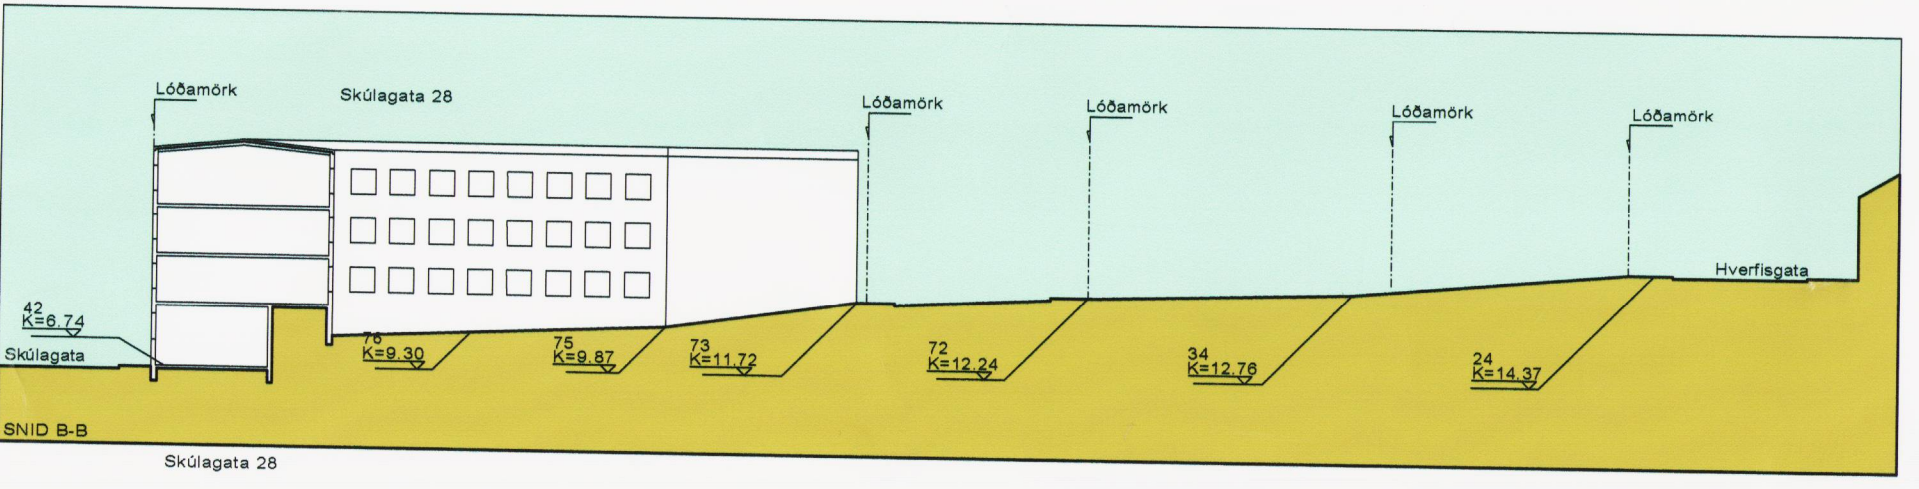 Lóðamörk
Skúlagata 28
Lóðamörk
Lóðamörk
Lóðamörk
Lóðamörk
Hverfisgata
42
K=6.74
Skúlagata
76
K=9.30
75
K=9.87
73
K=11.72
72
K=12.24
34
K=12.76
24
K=14.37
SNID B-B
Skúlagata 28